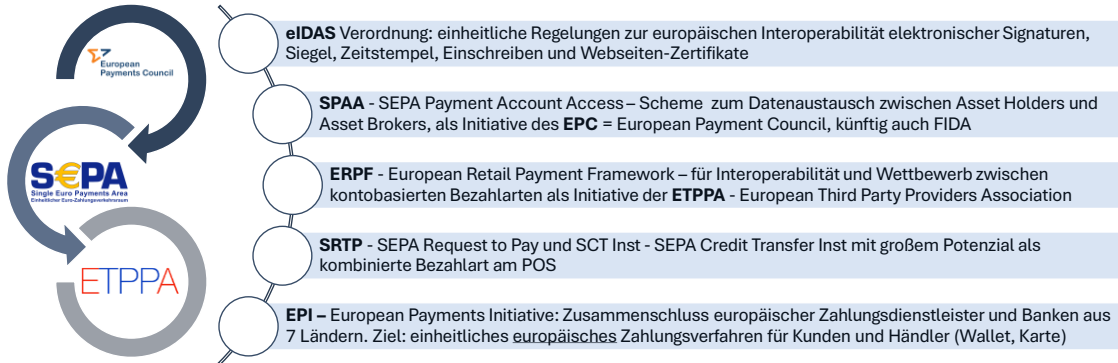 European
Payments Council
S€PA
Single Euro Payments Area
Einheitlicher Euro-Zahlungsverkehrsraum
ETPPA
eIDAS Verordnung: einheitliche Regelungen zur europäischen Interoperabilität elektronischer Signaturen,
Siegel, Zeitstempel, Einschreiben und Webseiten-Zertifikate
SPAA - SEPA Payment Account Access – Scheme zum Datenaustausch zwischen Asset Holders und
Asset Brokers, als Initiative des EPC = European Payment Council, künftig auch FIDA
ERPF - European Retail Payment Framework – für Interoperabilität und Wettbewerb zwischen
kontobasierten Bezahlarten als Initiative der ETPPA - European Third Party Providers Association
SRTP - SEPA Request to Pay und SCT Inst - SEPA Credit Transfer Inst mit großem Potenzial als
kombinierte Bezahlart am POS
EPI – European Payments Initiative: Zusammenschluss europäischer Zahlungsdienstleister und Banken aus
7 Ländern. Ziel: einheitliches europäisches Zahlungsverfahren für Kunden und Händler (Wallet, Karte)